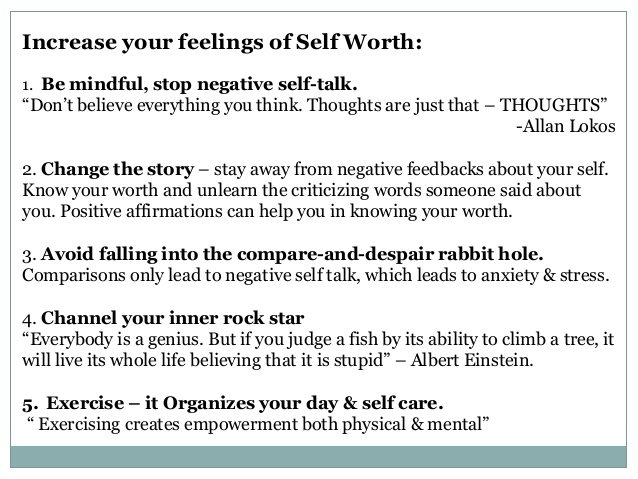 Increase your feelings of Self Worth:
1. Be mindful, stop negative self-talk.
“Don’t believe everything you think. Thoughts are just that – THOUGHTS”
-Allan Lokos
2. Change the story – stay away from negative feedbacks about your self.
Know your worth and unlearn the criticizing words someone said about
you. Positive affirmations can help you in knowing your worth.
3. Avoid falling into the compare-and-despair rabbit hole.
Comparisons only lead to negative self talk, which leads to anxiety & stress.
4. Channel your inner rock star
“Everybody is a genius. But if you judge a fish by its ability to climb a tree, it
will live its whole life believing that it is stupid” – Albert Einstein.
5. Exercise – it Organizes your day & self care.
“ Exercising creates empowerment both physical & mental”